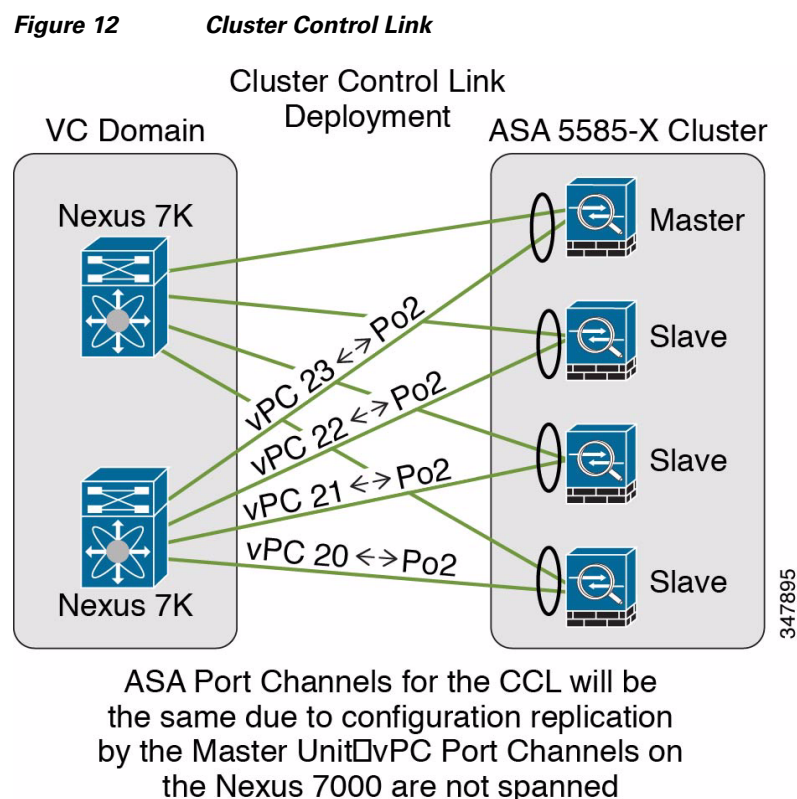 Figure 12 Cluster Control Link
Cluster Control Link
Deployment
VC Domain
ASA 5585-X Cluster
Nexus 7K
Master
Slave
vPC 23 <-> Po2
vPC 22 <-> Po2
Slave
vPC 21 <-> Po2
vPC 20 <-> Po2
Nexus 7K
Slave
347895
ASA Port Channels for the CCL will be
the same due to configuration replication
by the Master Unit□vPC Port Channels on
the Nexus 7000 are not spanned